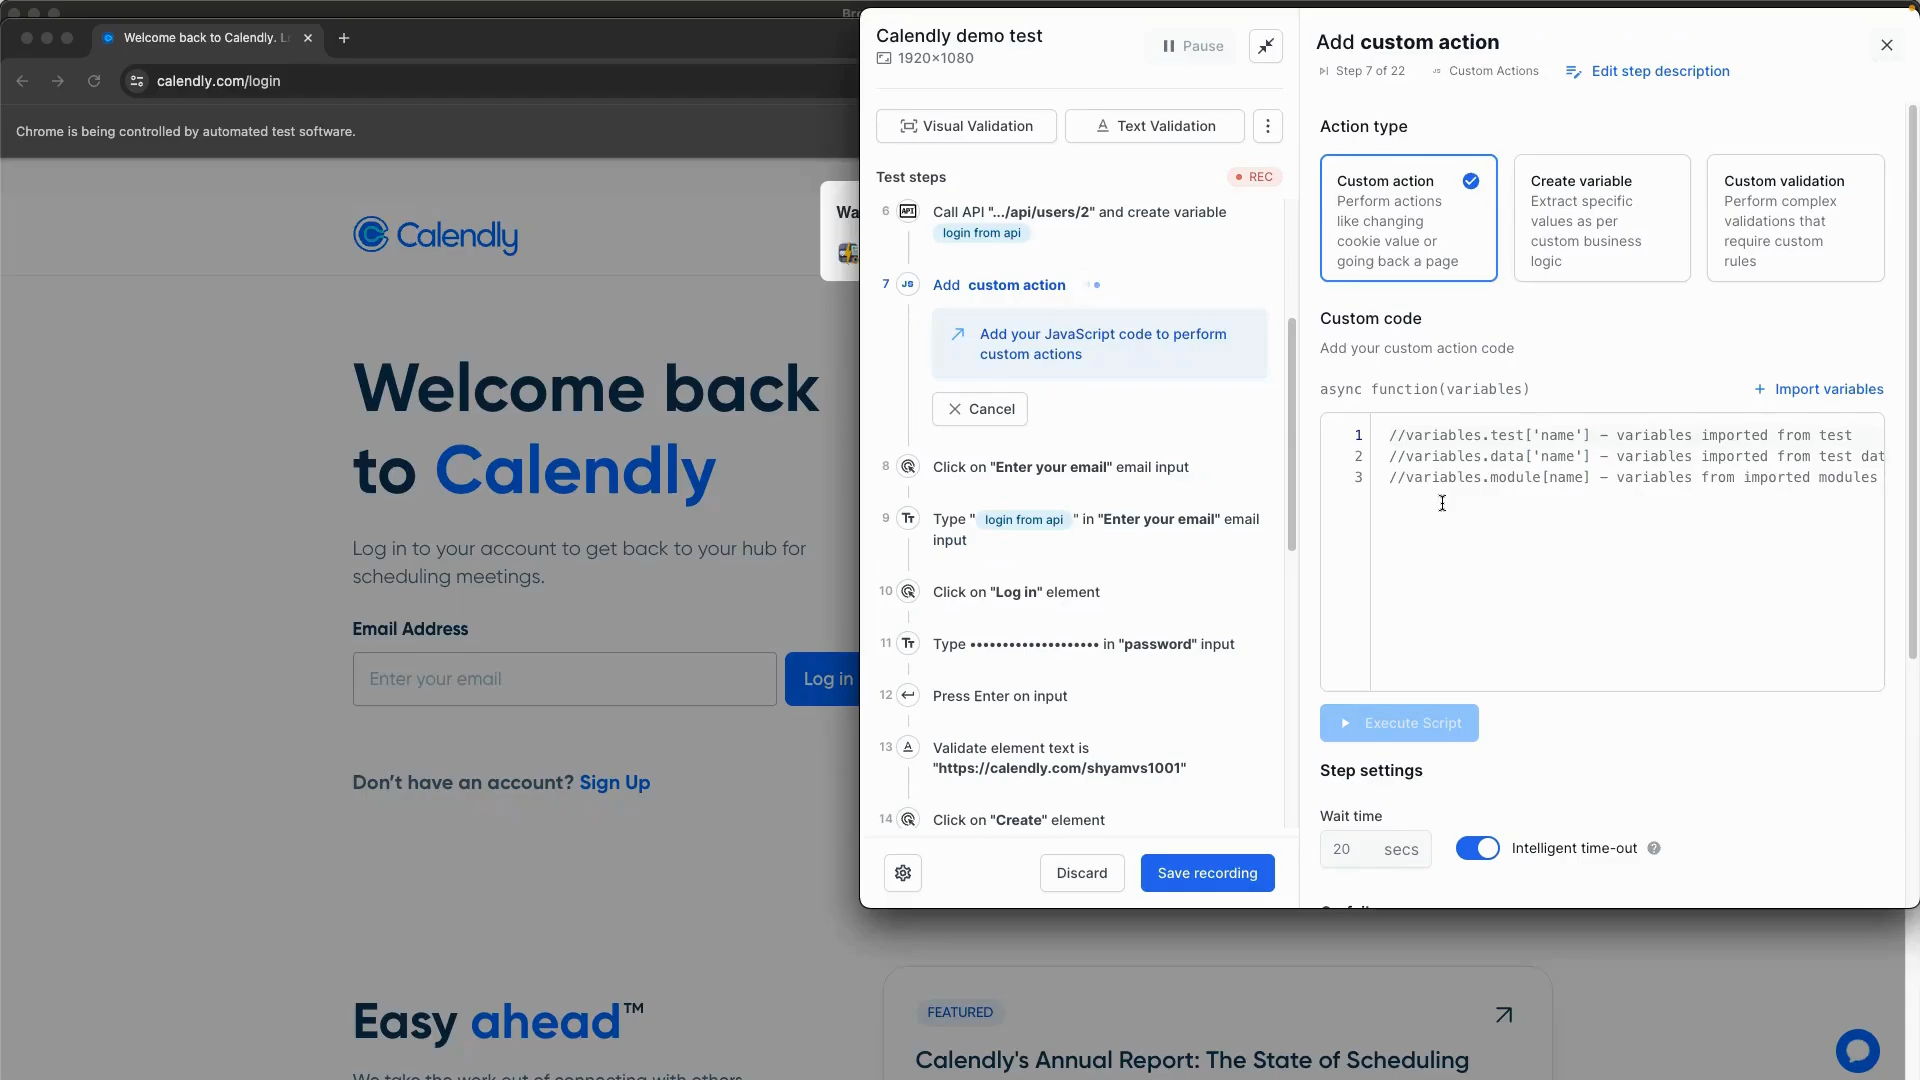 Bro
Welcome back to Calendly. L
calendly.com/login
Chrome is being controlled by automated test software.
Calendly
Wa
Welcome back
to Calendly
Log in to your account to get back to your hub for
scheduling meetings.
Email Address
Enter your email
Log in
Don't have an account? Sign Up
Easy ahead™
FEATURED
Calendly's Annual Report: The State of Scheduling
Calendly demo test
1920×1080
Pause
Visual Validation
Text Validation
Test steps
REC
6 API Call API ".../api/users/2" and create variable
login from api
7 JS Add custom action
Add your JavaScript code to perform
custom actions
Cancel
8 Click on "Enter your email" email input
9 Tт Type " login from api " in "Enter your email" email
input
10 Click on "Log in" element
11 Tт Type •••••••••••••••••••• in "password" input
12 Press Enter on input
13 A Validate element text is
"https://calendly.com/shyamvs1001"
14 Click on "Create" element
Discard
Save recording
Add custom action
Step 7 of 22
JS Custom Actions
Edit step description
Action type
Custom action
Perform actions
like changing
cookie value or
going back a page
Create variable
Extract specific
values as per
custom business
logic
Custom validation
Perform complex
validations that
require custom
rules
Custom code
Add your custom action code
async function(variables)
+ Import variables
1 //variables.test['name'] – variables imported from test
2 //variables.data['name'] – variables imported from test dat
3 //variables.module[name] – variables from imported modules
Execute Script
Step settings
Wait time
20 secs
Intelligent time-out